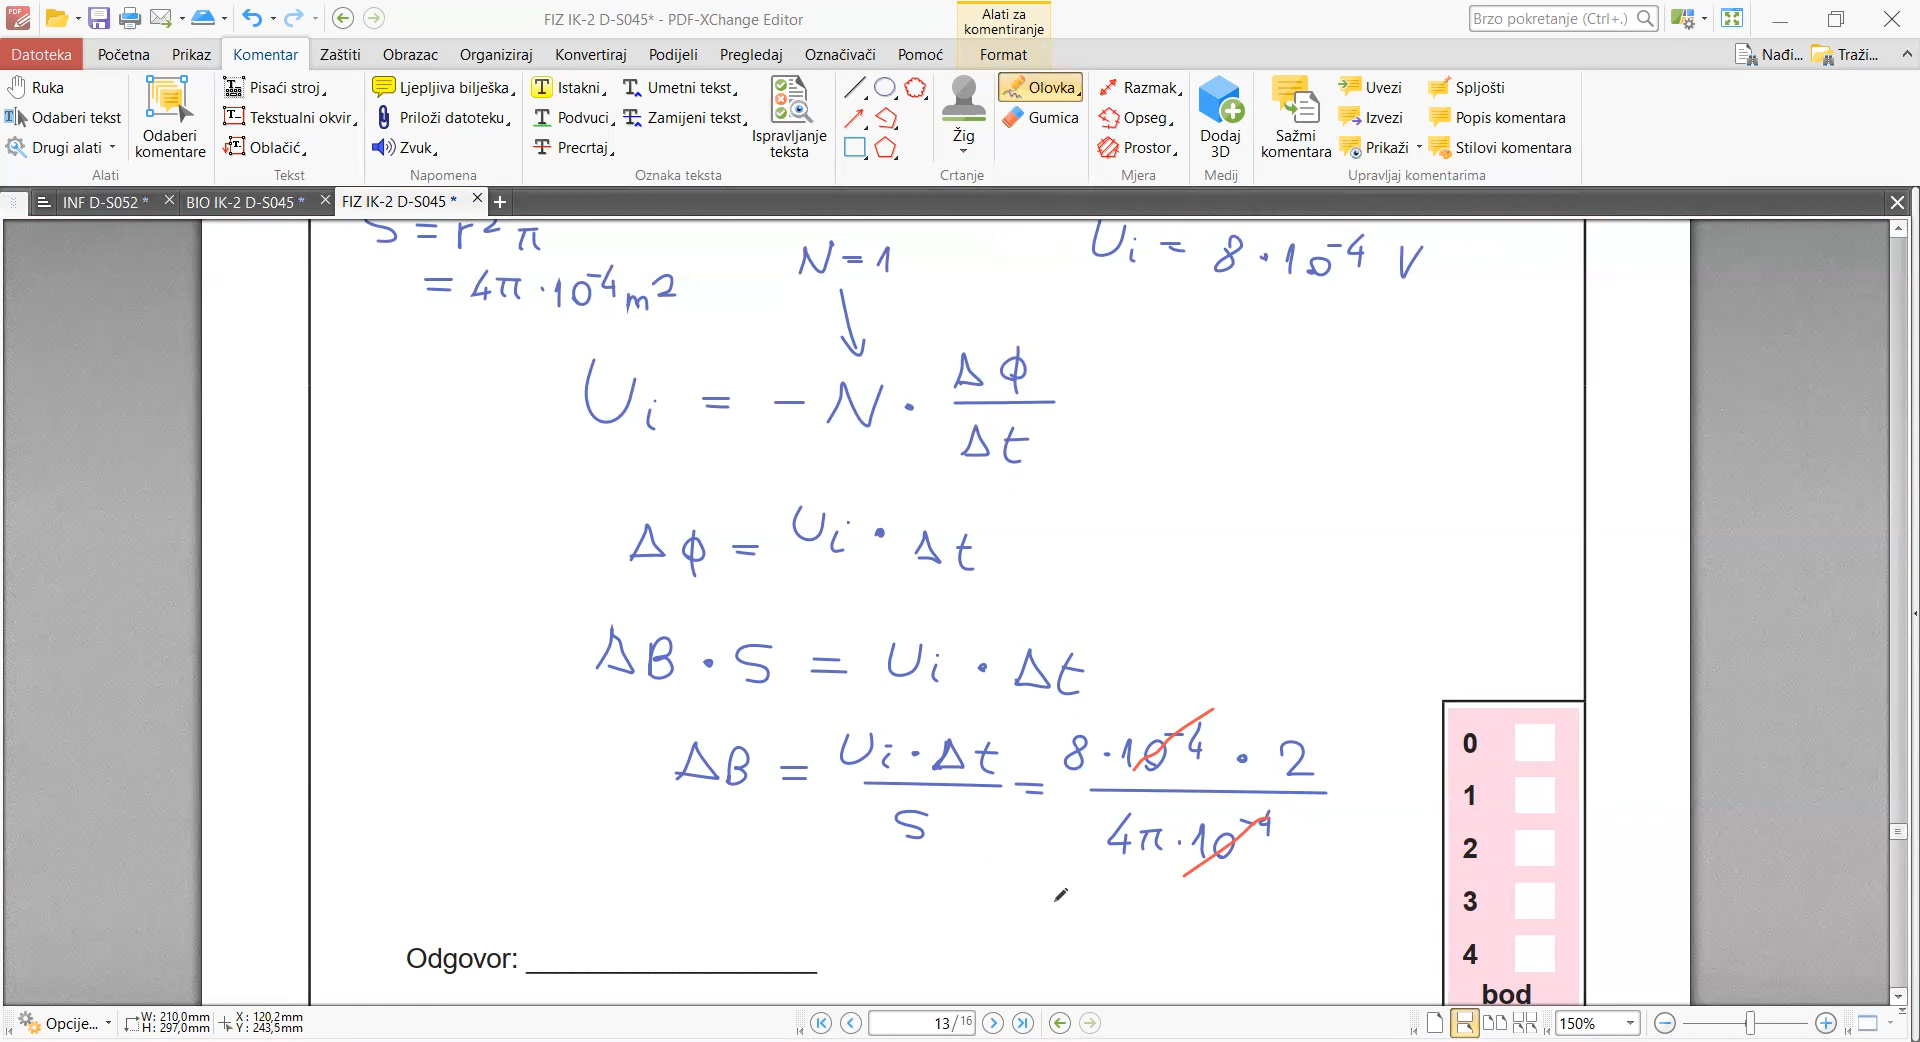 FIZ IK-2 D-S045* - PDF-XChange Editor
Alati za komentiranje
Brzo pokretanje (Ctrl+.)
Datoteka Početna Prikaz Komentar Zaštiti Obrazac Organiziraj Konvertiraj Podijeli Pregledaj Označivači Pomoć Format Nađi... Traži...
Ruka
Odaberi tekst
Drugi alati
Odaberi komentare
Alati
Pisaći stroj
Tekstualni okvir
Oblačić
Tekst
Ljepljiva bilješka
Priloži datoteku
Zvuk
Napomena
Istakni
Podvuci
Precrtaj
Umetni tekst
Zamijeni tekst
Ispravljanje teksta
Oznaka teksta
Crtanje
Žig
Olovka
Gumica
Razmak
Opseg
Prostor
Mjera
Dodaj 3D
Medij
Sažmi komentara
Uvezi
Izvezi
Prikaži
Spljošti
Popis komentara
Stilovi komentara
Upravljaj komentarima
INF D-S052 * BIO IK-2 D-S045 * FIZ IK-2 D-S045 *
S = r² π
= 4π · 10⁻⁴ m²
N = 1
Uᵢ = 8 · 10⁻⁴ V
Uᵢ = - N · Δϕ / Δt
Δϕ = Uᵢ · Δt
ΔB · S = Uᵢ · Δt
ΔB = Uᵢ · Δt / S = 8 · 10⁻⁴ · 2 / 4π · 10⁻⁴
Odgovor: ____________________
0
1
2
3
4
bod
Opcije...
W: 210,0mm
H: 297,0mm
X: 120,2mm
Y: 243,5mm
13 / 16
150%